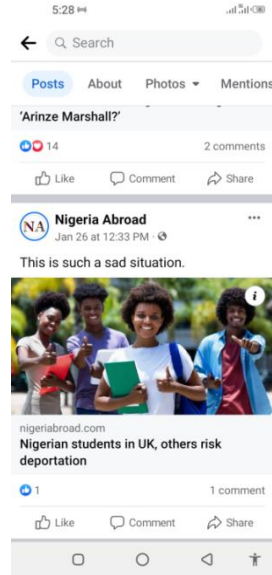 5:28
Search
Posts About Photos Mentions
'Arinze Marshall?'
14 2 comments
Like Comment Share
NA Nigeria Abroad
Jan 26 at 12:33 PM ·
This is such a sad situation.
i
nigeriabroad.com
Nigerian students in UK, others risk
deportation
1 1 comment
Like Comment Share